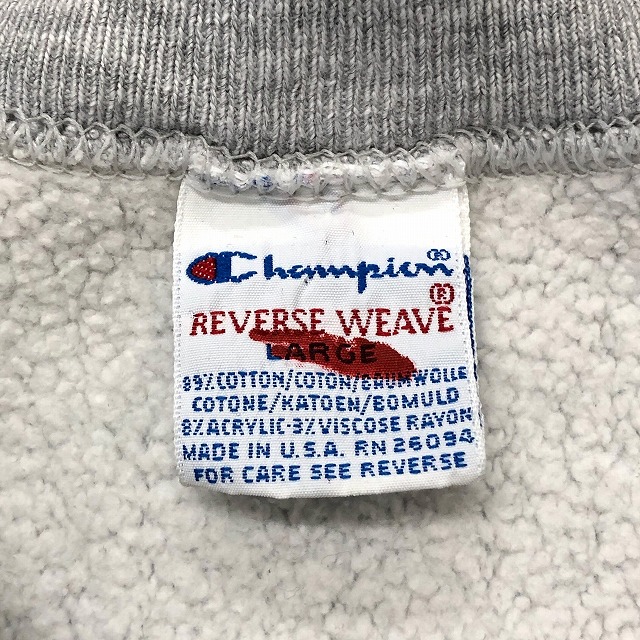 Champion®
REVERSE WEAVE®
LARGE
89% COTTON/COTON/BAUMWOLLE
COTONE/KATOEN/BOMULD
8% ACRYLIC-3% VISCOSE RAYON
MADE IN U.S.A. RN 26094
FOR CARE SEE REVERSE